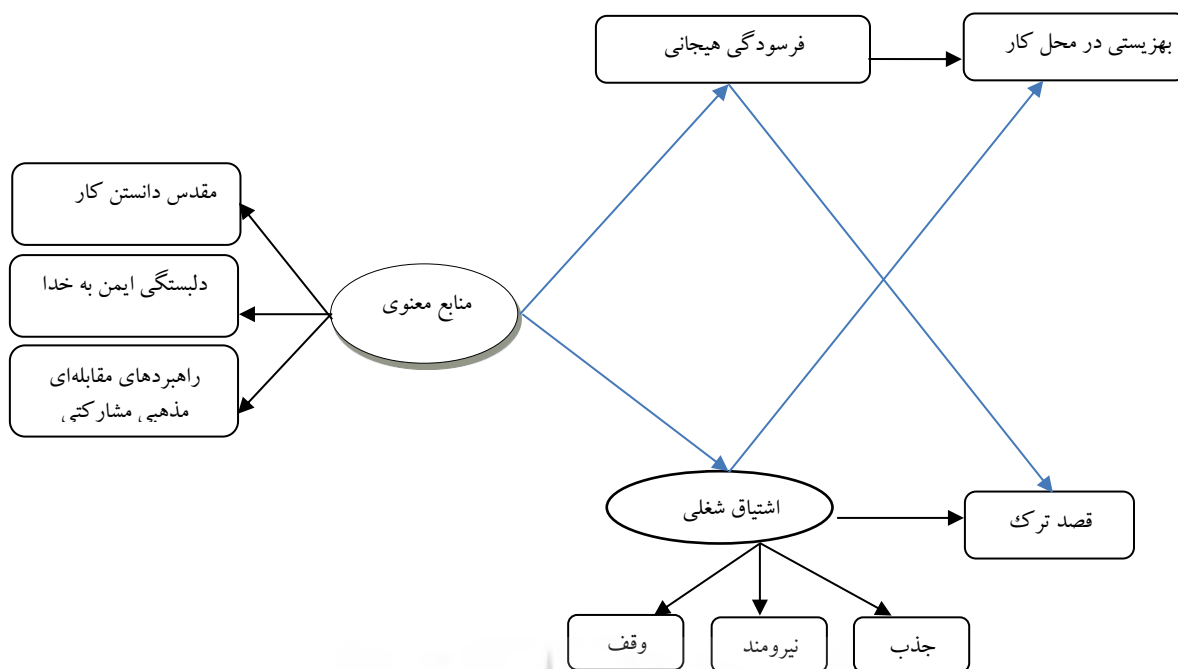 فرسودگی هیجانی
بهزیستی در محل کار
مقدس دانستن کار
دلبستگی ایمن به خدا
منابع معنوی
راهبردهای مقابله‌ای
مذهبی مشارکتی
اشتیاق شغلی
قصد ترک
وقف
نیرومند
جذب